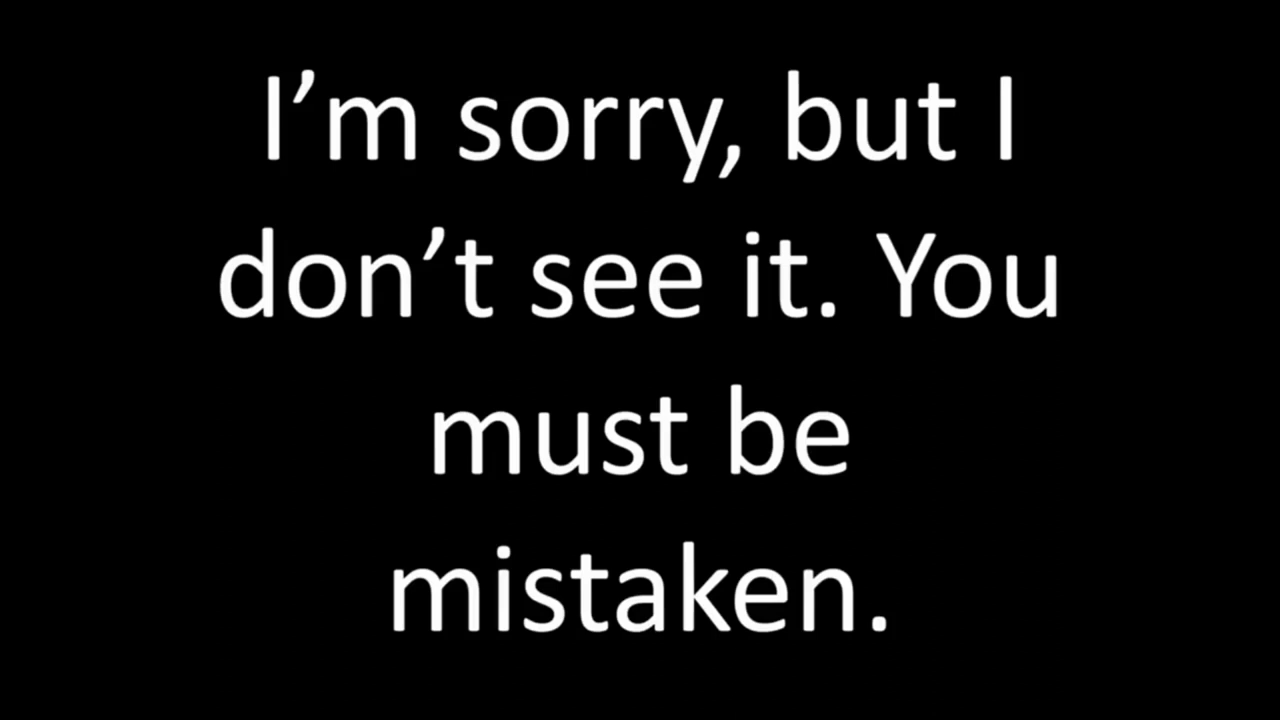 I’m sorry, but I
don’t see it. You
must be
mistaken.